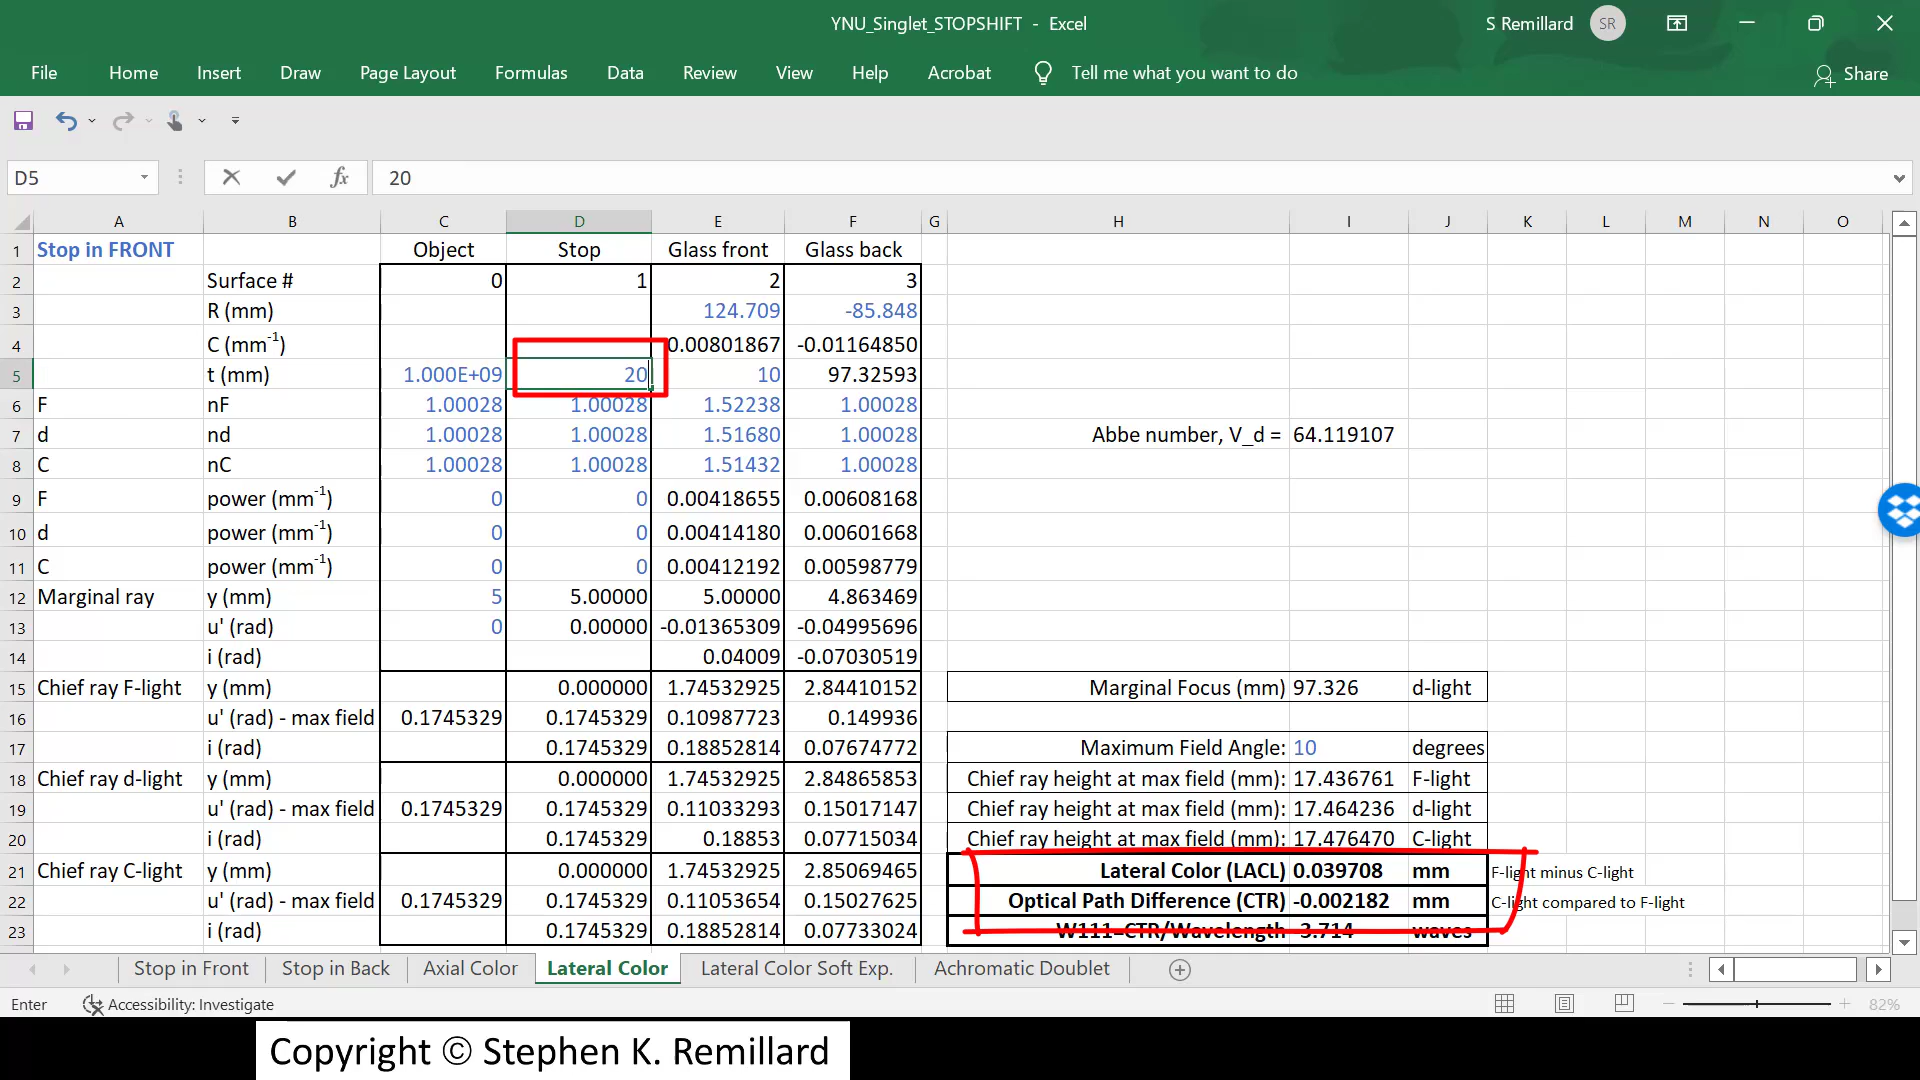 YNU_Singlet_STOPSHIFT - Excel
S Remillard SR
File Home Insert Draw Page Layout Formulas Data Review View Help Acrobat Tell me what you want to do Share
D5 fx 20
A B C D E F G H I J K L M N O
1 Stop in FRONT Object Stop Glass front Glass back
2 Surface # 0 1 2 3
3 R (mm) 124.709 -85.848
4 C (mm-1) 0.00801867 -0.01164850
5 t (mm) 1.000E+09 20 10 97.32593
6 F nF 1.00028 1.00028 1.52238 1.00028
7 d nd 1.00028 1.00028 1.51680 1.00028 Abbe number, V_d = 64.119107
8 C nC 1.00028 1.00028 1.51432 1.00028
9 F power (mm-1) 0 0 0.00418655 0.00608168
10 d power (mm-1) 0 0 0.00414180 0.00601668
11 C power (mm-1) 0 0 0.00412192 0.00598779
12 Marginal ray y (mm) 5 5.00000 5.00000 4.863469
13 u' (rad) 0 0.00000 -0.01365309 -0.04995696
14 i (rad) 0.04009 -0.07030519
15 Chief ray F-light y (mm) 0.000000 1.74532925 2.84410152 Marginal Focus (mm) 97.326 d-light
16 u' (rad) - max field 0.1745329 0.1745329 0.10987723 0.149936
17 i (rad) 0.1745329 0.18852814 0.07674772 Maximum Field Angle: 10 degrees
18 Chief ray d-light y (mm) 0.000000 1.74532925 2.84865853 Chief ray height at max field (mm): 17.436761 F-light
19 u' (rad) - max field 0.1745329 0.1745329 0.11033293 0.15017147 Chief ray height at max field (mm): 17.464236 d-light
20 i (rad) 0.1745329 0.18853 0.07715034 Chief ray height at max field (mm): 17.476470 C-light
21 Chief ray C-light y (mm) 0.000000 1.74532925 2.85069465 Lateral Color (LACL) 0.039708 mm F-light minus C-light
22 u' (rad) - max field 0.1745329 0.1745329 0.11053654 0.15027625 Optical Path Difference (CTR) -0.002182 mm C-light compared to F-light
23 i (rad) 0.1745329 0.18852814 0.07733024 W111=CTR/Wavelength -3.714 waves
Stop in Front Stop in Back Axial Color Lateral Color Lateral Color Soft Exp. Achromatic Doublet
Enter Accessibility: Investigate 82%
Copyright © Stephen K. Remillard